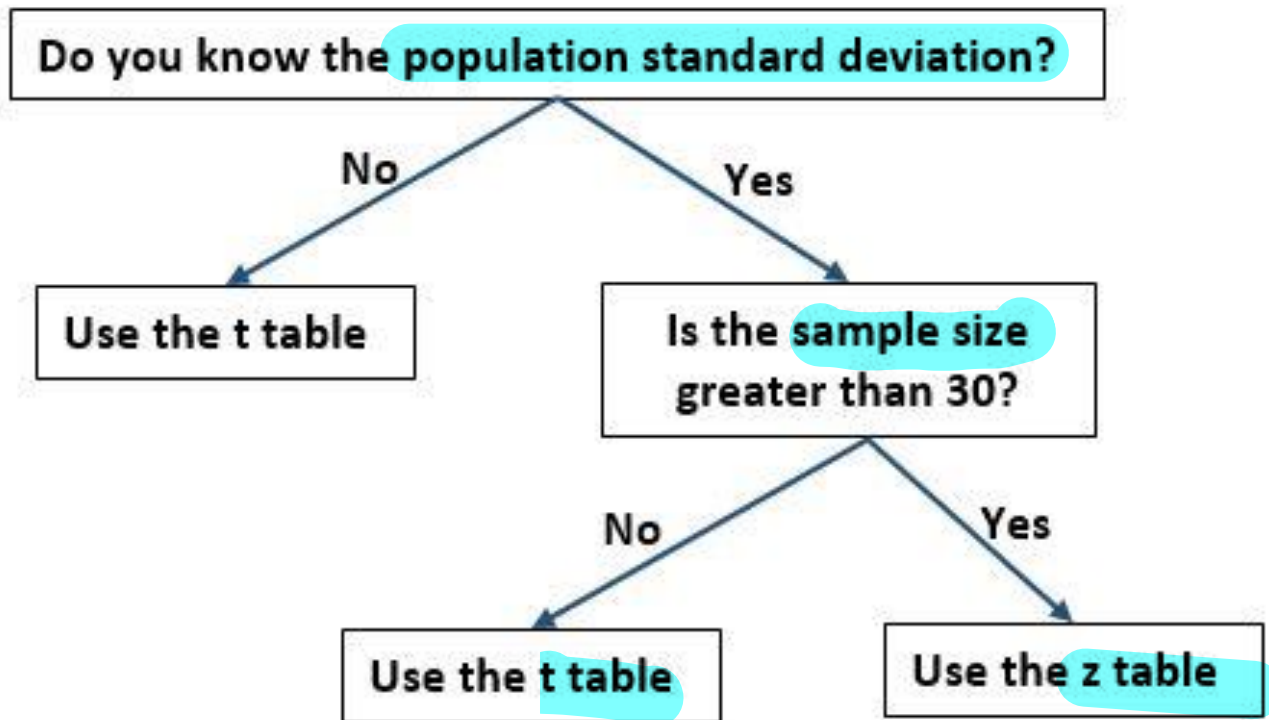 Do you know the population standard deviation?
No
Yes
Use the t table
Is the sample size
greater than 30?
No
Yes
Use the t table
Use the z table